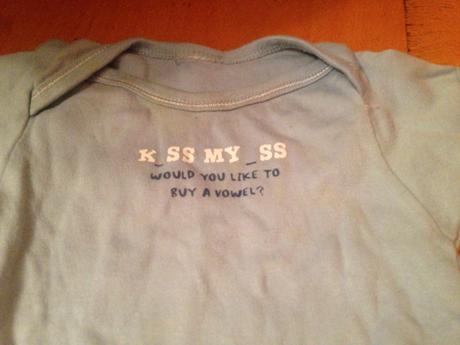 K_SS MY _SS
WOULD YOU LIKE TO
BUY A VOWEL?